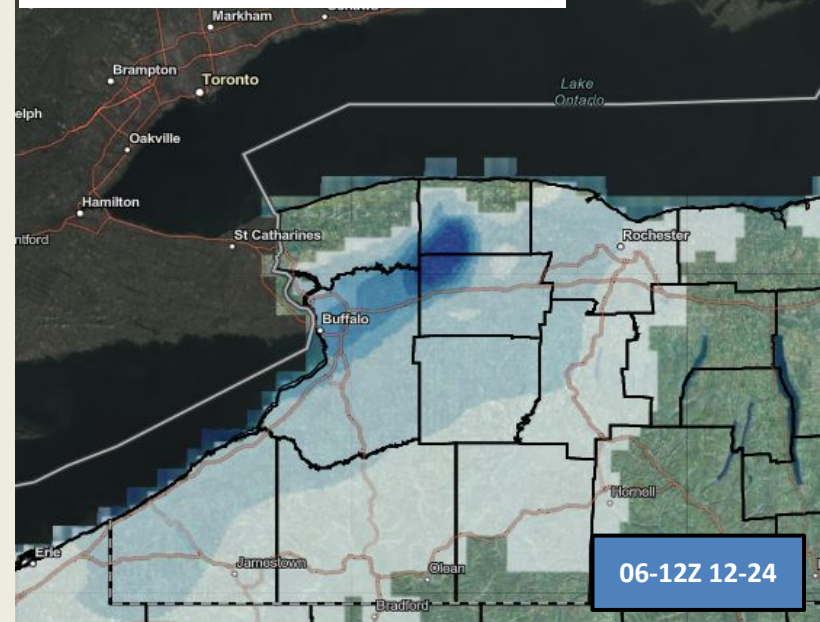 Markham
Brampton
Toronto
Lake
Ontario
elph
Oakville
Hamilton
ntford
St Catharines
Rochester
Buffalo
Hornell
Erie
Jamestown
Olean
06-12Z 12-24
Bradford